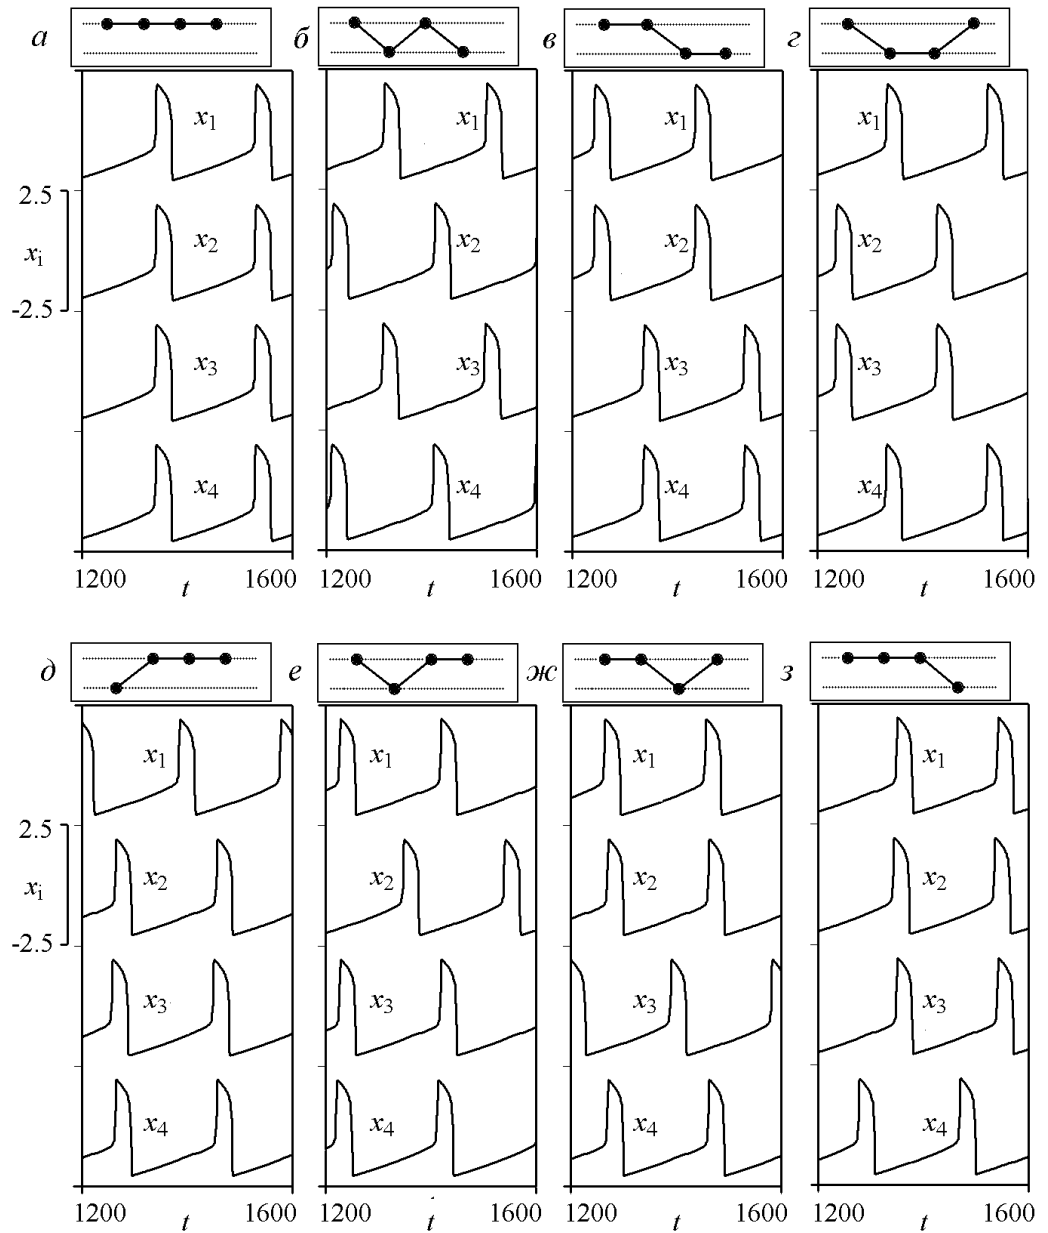 а б в г
x1 x1 x1 x1
2.5
x2 x2 x2 x2
xi
-2.5
x3 x3 x3 x3
x4 x4 x4 x4
1200 1600 1200 1600 1200 1600 1200 1600
t t t t
д е ж з
x1 x1 x1 x1
2.5
x2 x2 x2 x2
xi
-2.5
x3 x3 x3 x3
x4 x4 x4 x4
1200 1600 1200 1600 1200 1600 1200 1600
t t t t